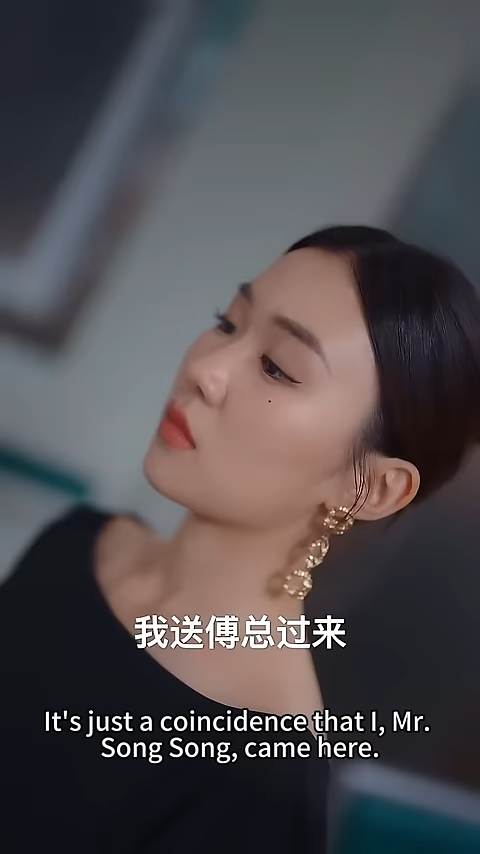 我送傅总过来
It's just a coincidence that I, Mr.
Song Song, came here.